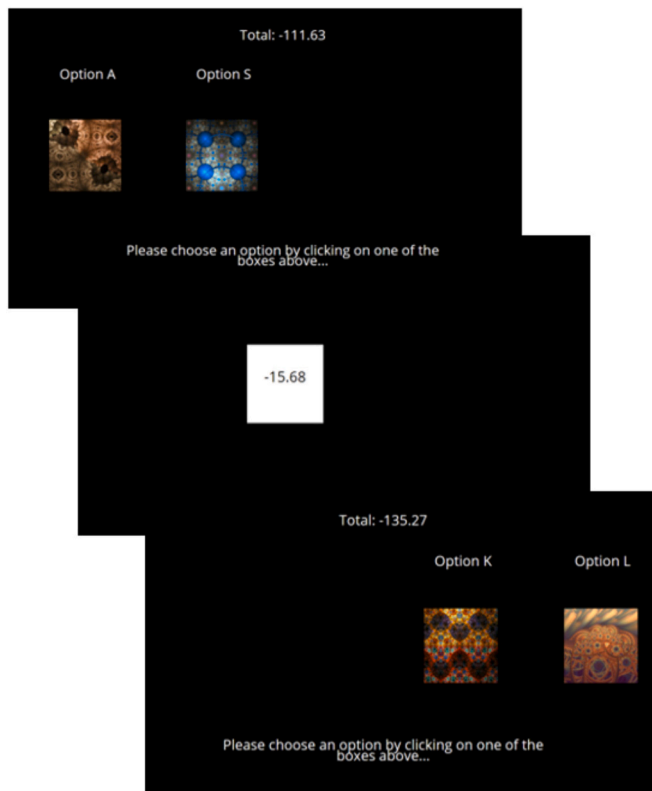 Total: -111.63
Option A
Option S
Please choose an option by clicking on one of the
boxes above...
-15.68
Total: -135.27
Option K
Option L
Please choose an option by clicking on one of the
boxes above...